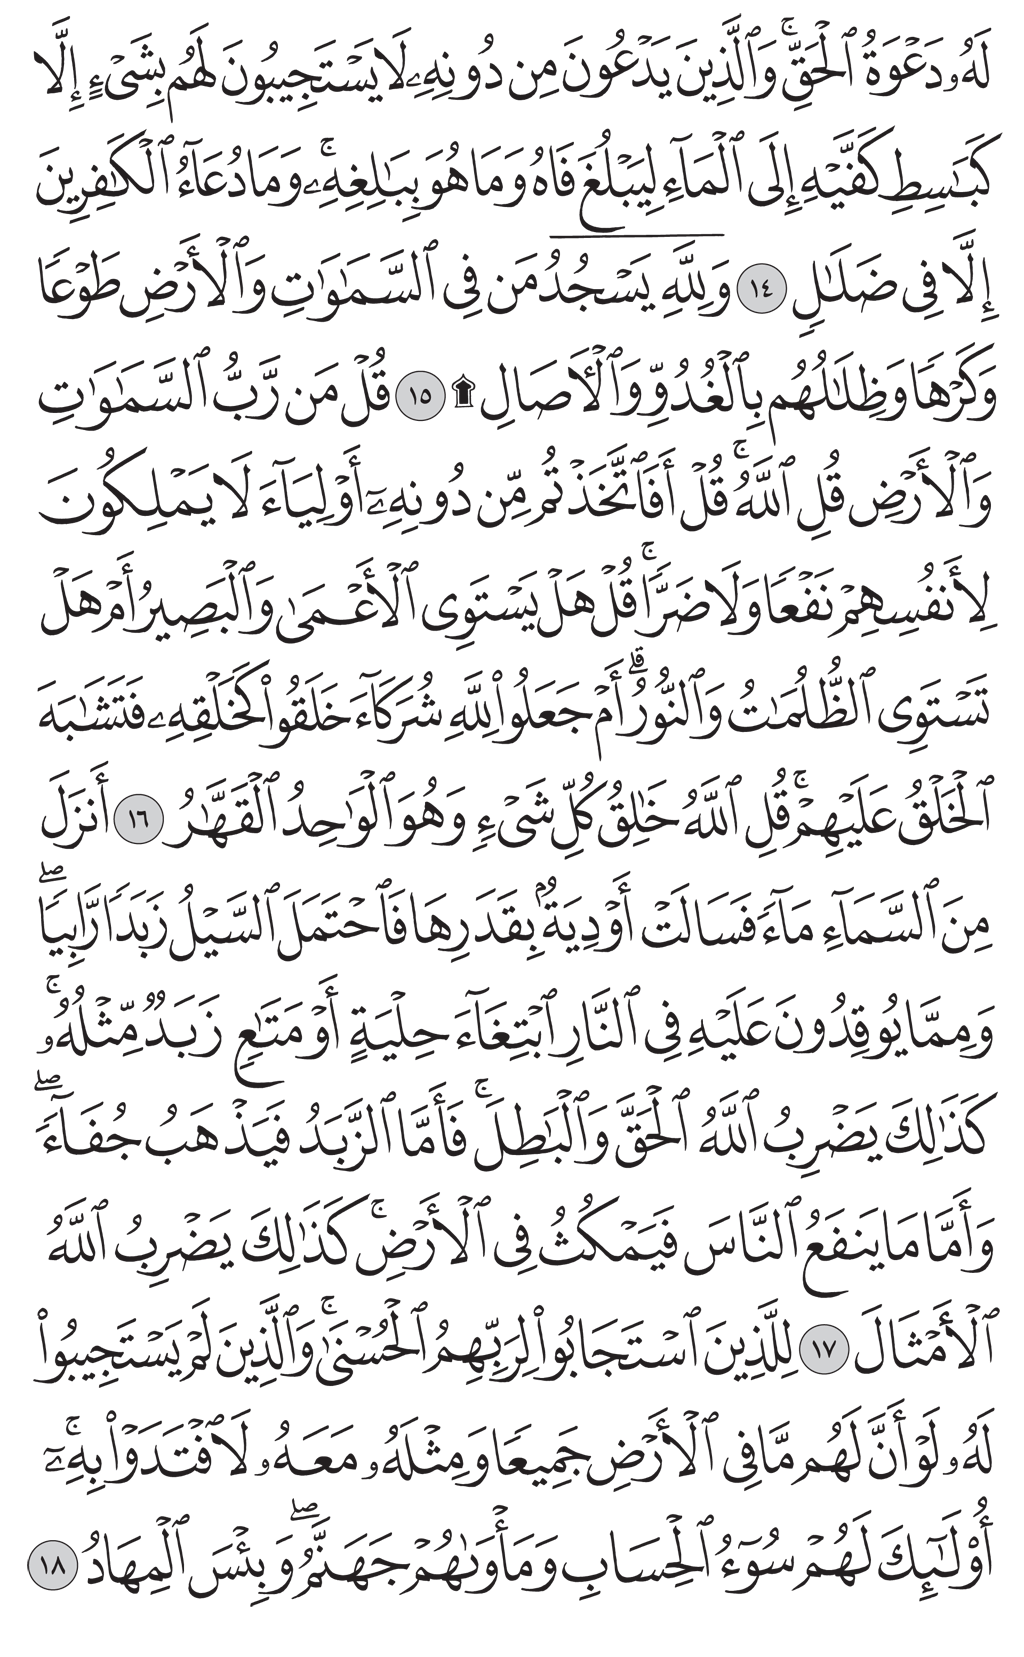 لَهُۥ دَعْوَةُ ٱلْحَقِّ ۚ وَٱلَّذِينَ يَدْعُونَ مِن دُونِهِۦ لَا يَسْتَجِيبُونَ لَهُم بِشَىْءٍ إِلَّا
كَبَٰسِطِ كَفَّيْهِ إِلَى ٱلْمَآءِ لِيَبْلُغَ فَاهُ وَمَا هُوَ بِبَٰلِغِهِۦ ۚ وَمَا دُعَآءُ ٱلْكَٰفِرِينَ
إِلَّا فِى ضَلَٰلٍ ١٤ وَلِلَّهِ يَسْجُدُ مَن فِى ٱلسَّمَٰوَٰتِ وَٱلْأَرْضِ طَوْعًا
وَكَرْهًا وَظِلَٰلُهُم بِٱلْغُدُوِّ وَٱلْءَاصَالِ ۩ ١٥ قُلْ مَن رَّبُّ ٱلسَّمَٰوَٰتِ
وَٱلْأَرْضِ قُلِ ٱللَّهُ ۚ قُلْ أَفَٱتَّخَذْتُم مِّن دُونِهِۦٓ أَوْلِيَآءَ لَا يَمْلِكُونَ
لِأَنفُسِهِمْ نَفْعًا وَلَا ضَرًّا ۚ قُلْ هَلْ يَسْتَوِى ٱلْأَعْمَىٰ وَٱلْبَصِيرُ أَمْ هَلْ
تَسْتَوِى ٱلظُّلُمَٰتُ وَٱلنُّورُ ۗ أَمْ جَعَلُوا۟ لِلَّهِ شُرَكَآءَ خَلَقُوا۟ كَخَلْقِهِۦ فَتَشَٰبَهَ
ٱلْخَلْقُ عَلَيْهِمْ ۚ قُلِ ٱللَّهُ خَٰلِقُ كُلِّ شَىْءٍ وَهُوَ ٱلْوَٰحِدُ ٱلْقَهَّٰرُ ١٦ أَنزَلَ
مِنَ ٱلسَّمَآءِ مَآءً فَسَالَتْ أَوْدِيَةٌۢ بِقَدَرِهَا فَٱحْتَمَلَ ٱلسَّيْلُ زَبَدًا رَّابِيًا ۖ
وَمِمَّا يُوقِدُونَ عَلَيْهِ فِى ٱلنَّارِ ٱبْتِغَآءَ حِلْيَةٍ أَوْ مَتَٰعٍ زَبَدٌ مِّثْلُهُۥ ۚ
كَذَٰلِكَ يَضْرِبُ ٱللَّهُ ٱلْحَقَّ وَٱلْبَٰطِلَ ۚ فَأَمَّا ٱلزَّبَدُ فَيَذْهَبُ جُفَآءً ۖ
وَأَمَّا مَا يَنفَعُ ٱلنَّاسَ فَيَمْكُثُ فِى ٱلْأَرْضِ ۚ كَذَٰلِكَ يَضْرِبُ ٱللَّهُ
ٱلْأَمْثَالَ ١٧ لِلَّذِينَ ٱسْتَجَابُوا۟ لِرَبِّهِمُ ٱلْحُسْنَىٰ ۚ وَٱلَّذِينَ لَمْ يَسْتَجِيبُوا۟
لَهُۥ لَوْ أَنَّ لَهُم مَّا فِى ٱلْأَرْضِ جَمِيعًا وَمِثْلَهُۥ مَعَهُۥ لَٱفْتَدَوْا۟ بِهِۦٓ ۚ
أُو۟لَٰٓئِكَ لَهُمْ سُوٓءُ ٱلْحِسَابِ وَمَأْوَىٰهُمْ جَهَنَّمُ ۖ وَبِئْسَ ٱلْمِهَادُ ١٨